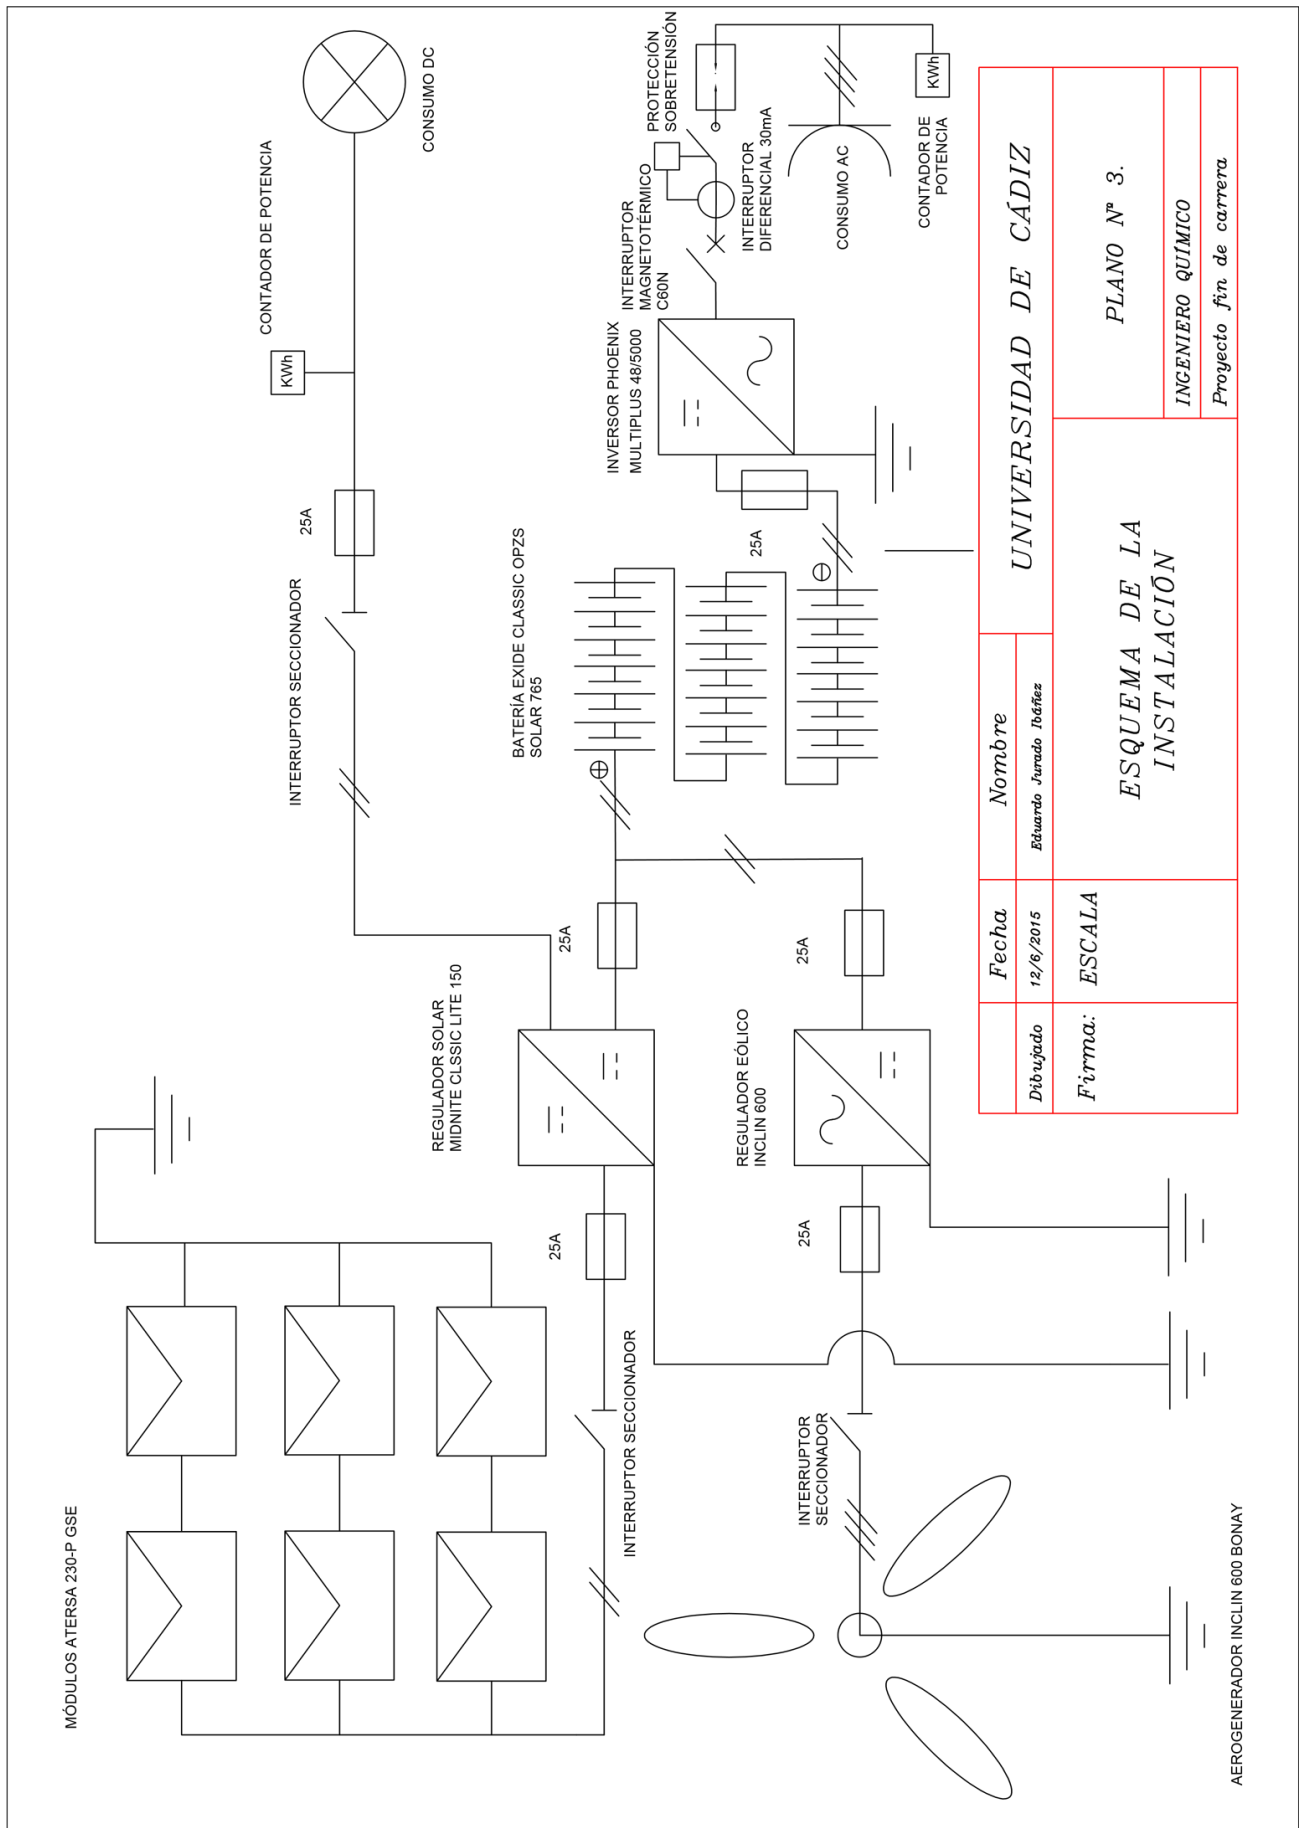 MÓDULOS ATERSA 230-P GSE
REGULADOR SOLAR
MIDNITE CLSSIC LITE 150
25A
INTERRUPTOR SECCIONADOR
25A
BATERÍA EXIDE CLASSIC OPZS
SOLAR 765
INTERRUPTOR SECCIONADOR
25A
CONTADOR DE POTENCIA
KWh
CONSUMO DC
INVERSOR PHOENIX
MULTIPLUS 48/5000
25A
INTERRUPTOR
MAGNETOTÉRMICO
C60N
PROTECCIÓN
SOBRETENSIÓN
INTERRUPTOR
DIFERENCIAL 30mA
CONSUMO AC
KWh
CONTADOR DE
POTENCIA
REGULADOR EÓLICO
INCLIN 600
25A
25A
INTERRUPTOR
SECCIONADOR
AEROGENERADOR INCLIN 600 BONAY
Fecha
Nombre
UNIVERSIDAD DE CÁDIZ
Dibujado
12/6/2015
Eduardo Jurado Ibáñez
Firma:
ESCALA
ESQUEMA DE LA
INSTALACIÓN
PLANO Nº 3.
INGENIERO QUÍMICO
Proyecto fin de carrera